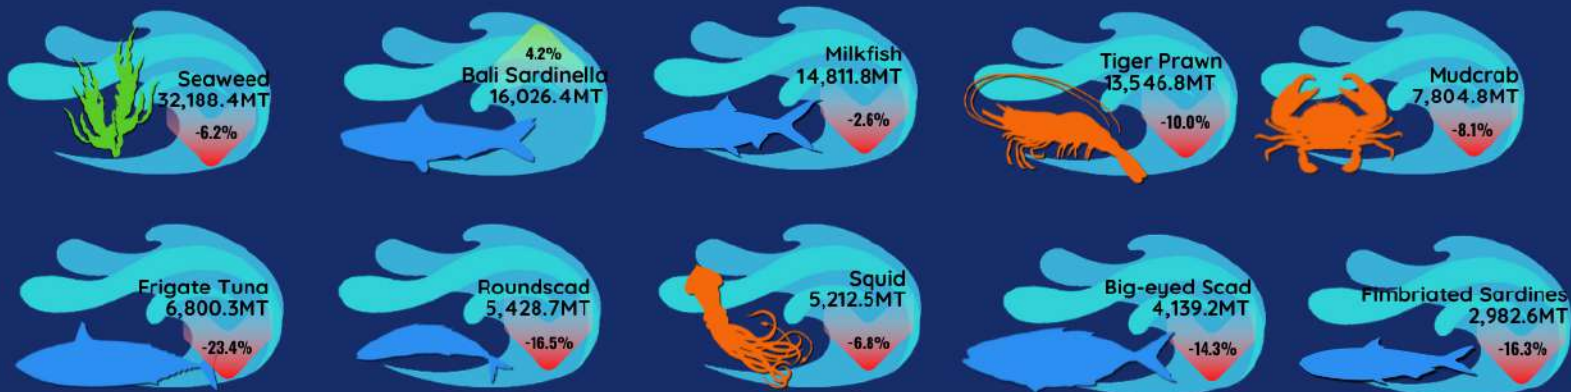 Seaweed
32,188.4MT
-6.2%
4.2%
Bali Sardinella
16,026.4MT
Milkfish
14,811.8MT
-2.6%
Tiger Prawn
13,546.8MT
-10.0%
Mudcrab
7,804.8MT
-8.1%
Frigate Tuna
6,800.3MT
-23.4%
Roundscad
5,428.7MT
-16.5%
Squid
5,212.5MT
-6.8%
Big-eyed Scad
4,139.2MT
-14.3%
Fimbriated Sardines
2,982.6MT
-16.3%